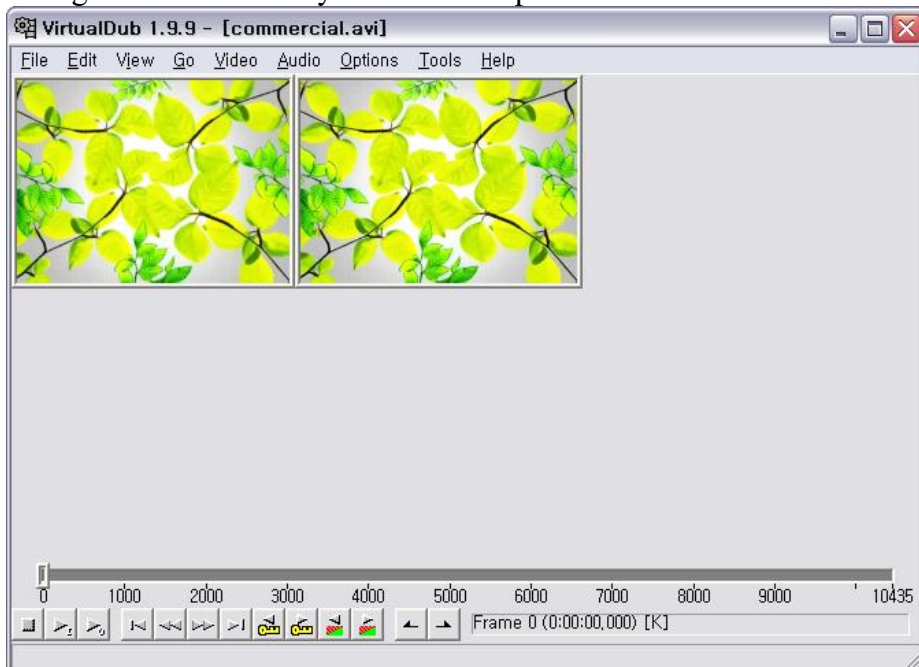 VirtualDub 1.9.9 - [commercial.avi]
File Edit View Go Video Audio Options Tools Help
0 1000 2000 3000 4000 5000 6000 7000 8000 9000 10435
Frame 0 (0:00:00,000) [K]